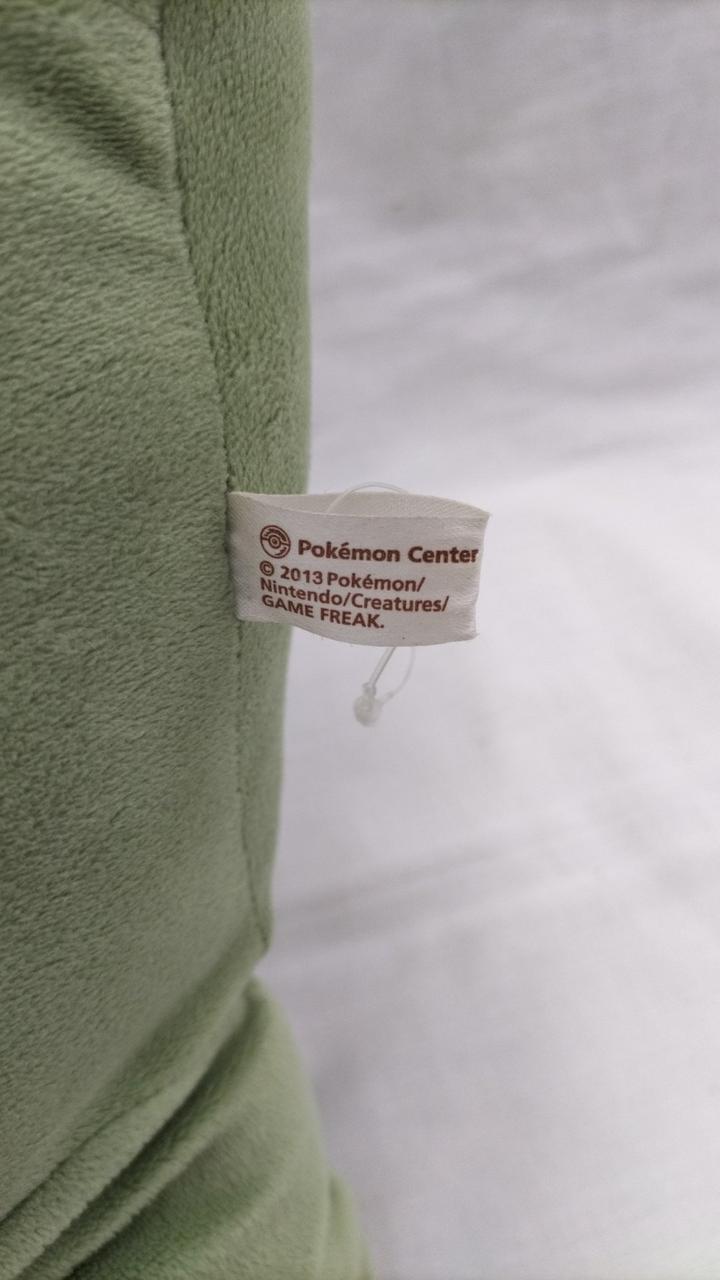 Pokémon Center
© 2013 Pokémon/
Nintendo/Creatures/
GAME FREAK.